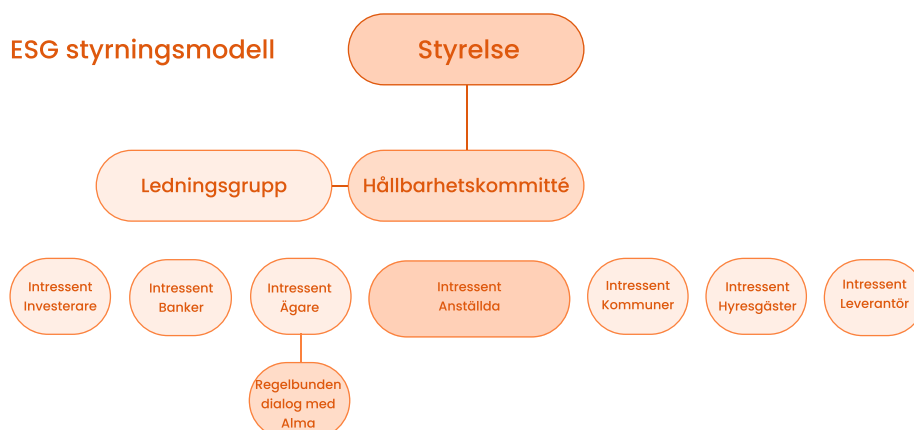 ESG styrningsmodell
Styrelse
Ledningsgrupp
Hållbarhetskommitté
Intressent
Investerare
Intressent
Banker
Intressent
Ägare
Intressent
Anställda
Intressent
Kommuner
Intressent
Hyresgäster
Intressent
Leverantör
Regelbunden
dialog med
Alma